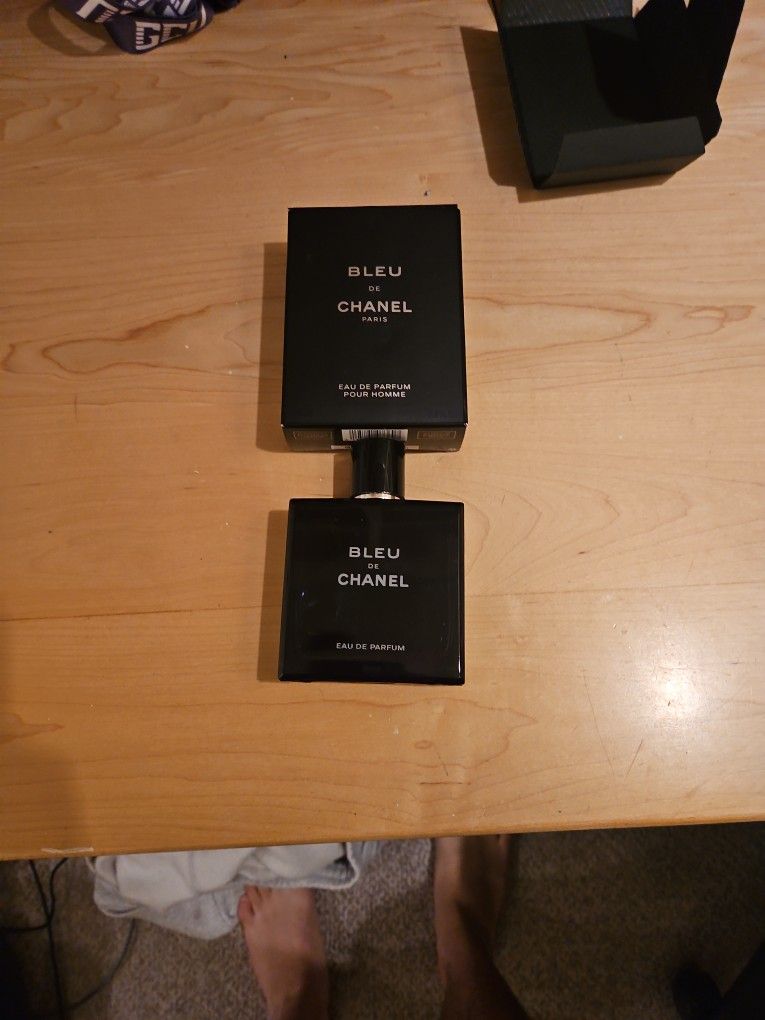 BLEU
DE
CHANEL
PARIS
EAU DE PARFUM
POUR HOMME
BLEU
DE
CHANEL
EAU DE PARFUM